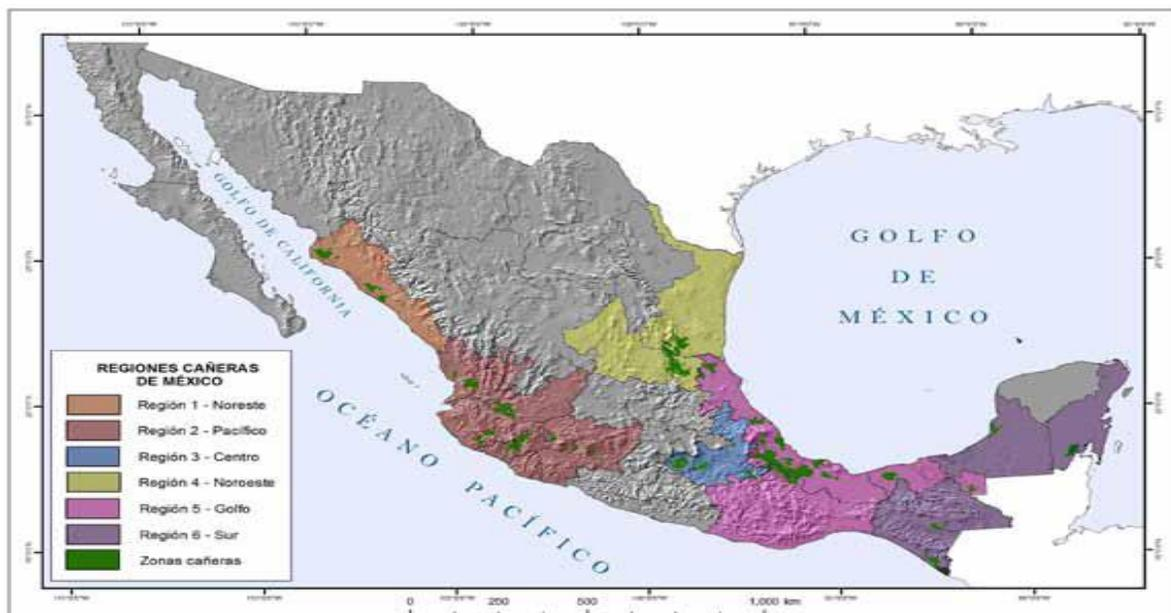 GOLFO DE CALIFORNIA
GOLFO
DE
MÉXICO
OCÉANO PACÍFICO
REGIONES CAÑERAS
DE MÉXICO
Región 1 - Noreste
Región 2 - Pacífico
Región 3 - Centro
Región 4 - Noroeste
Región 5 - Golfo
Región 6 - Sur
Zonas cañeras
0 200 500 1,000 km